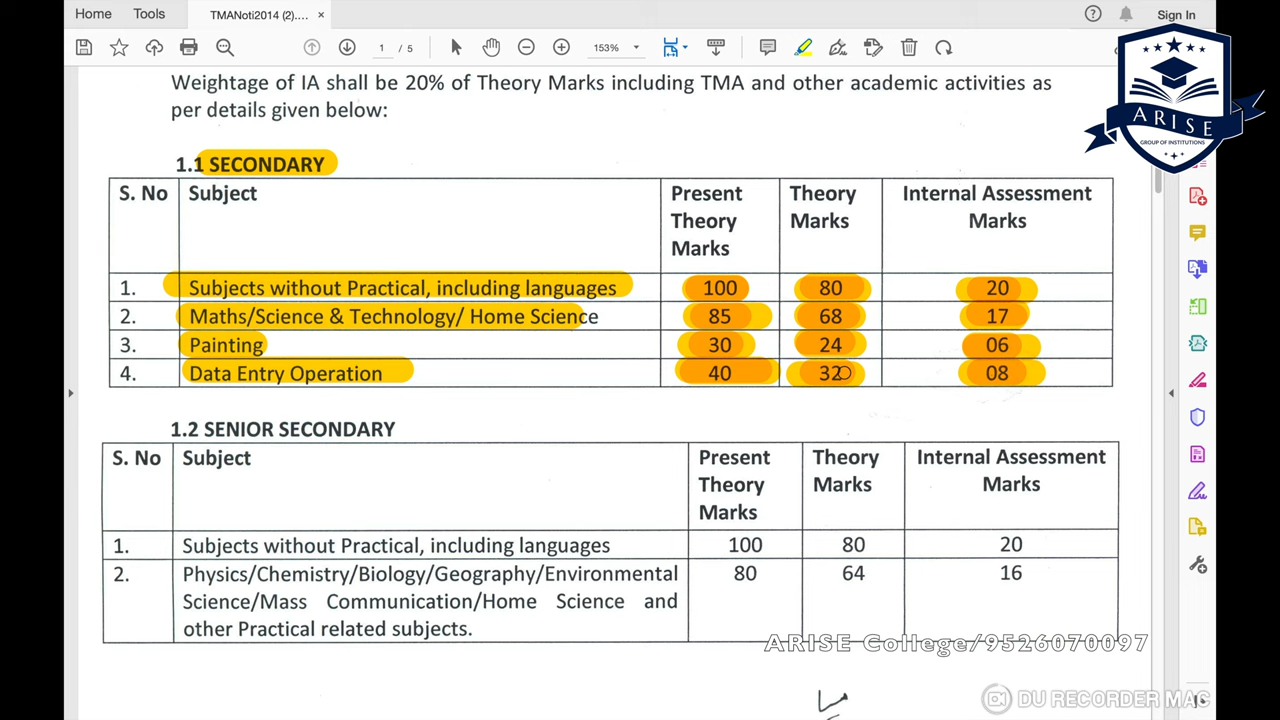 Home Tools TMANoti2014 (2).... × Sign In
1 / 5 153%
Weightage of IA shall be 20% of Theory Marks including TMA and other academic activities as
per details given below:
ARISE
GROUP OF INSTITUTIONS
1.1 SECONDARY
S. No Subject Present Theory Internal Assessment
Theory Marks Marks
Marks
1. Subjects without Practical, including languages 100 80 20
2. Maths/Science & Technology/ Home Science 85 68 17
3. Painting 30 24 06
4. Data Entry Operation 40 32 08
1.2 SENIOR SECONDARY
S. No Subject Present Theory Internal Assessment
Theory Marks Marks
Marks
1. Subjects without Practical, including languages 100 80 20
2. Physics/Chemistry/Biology/Geography/Environmental 80 64 16
Science/Mass Communication/Home Science and
other Practical related subjects.
ARISE College/9526070097
DU RECORDER MAC